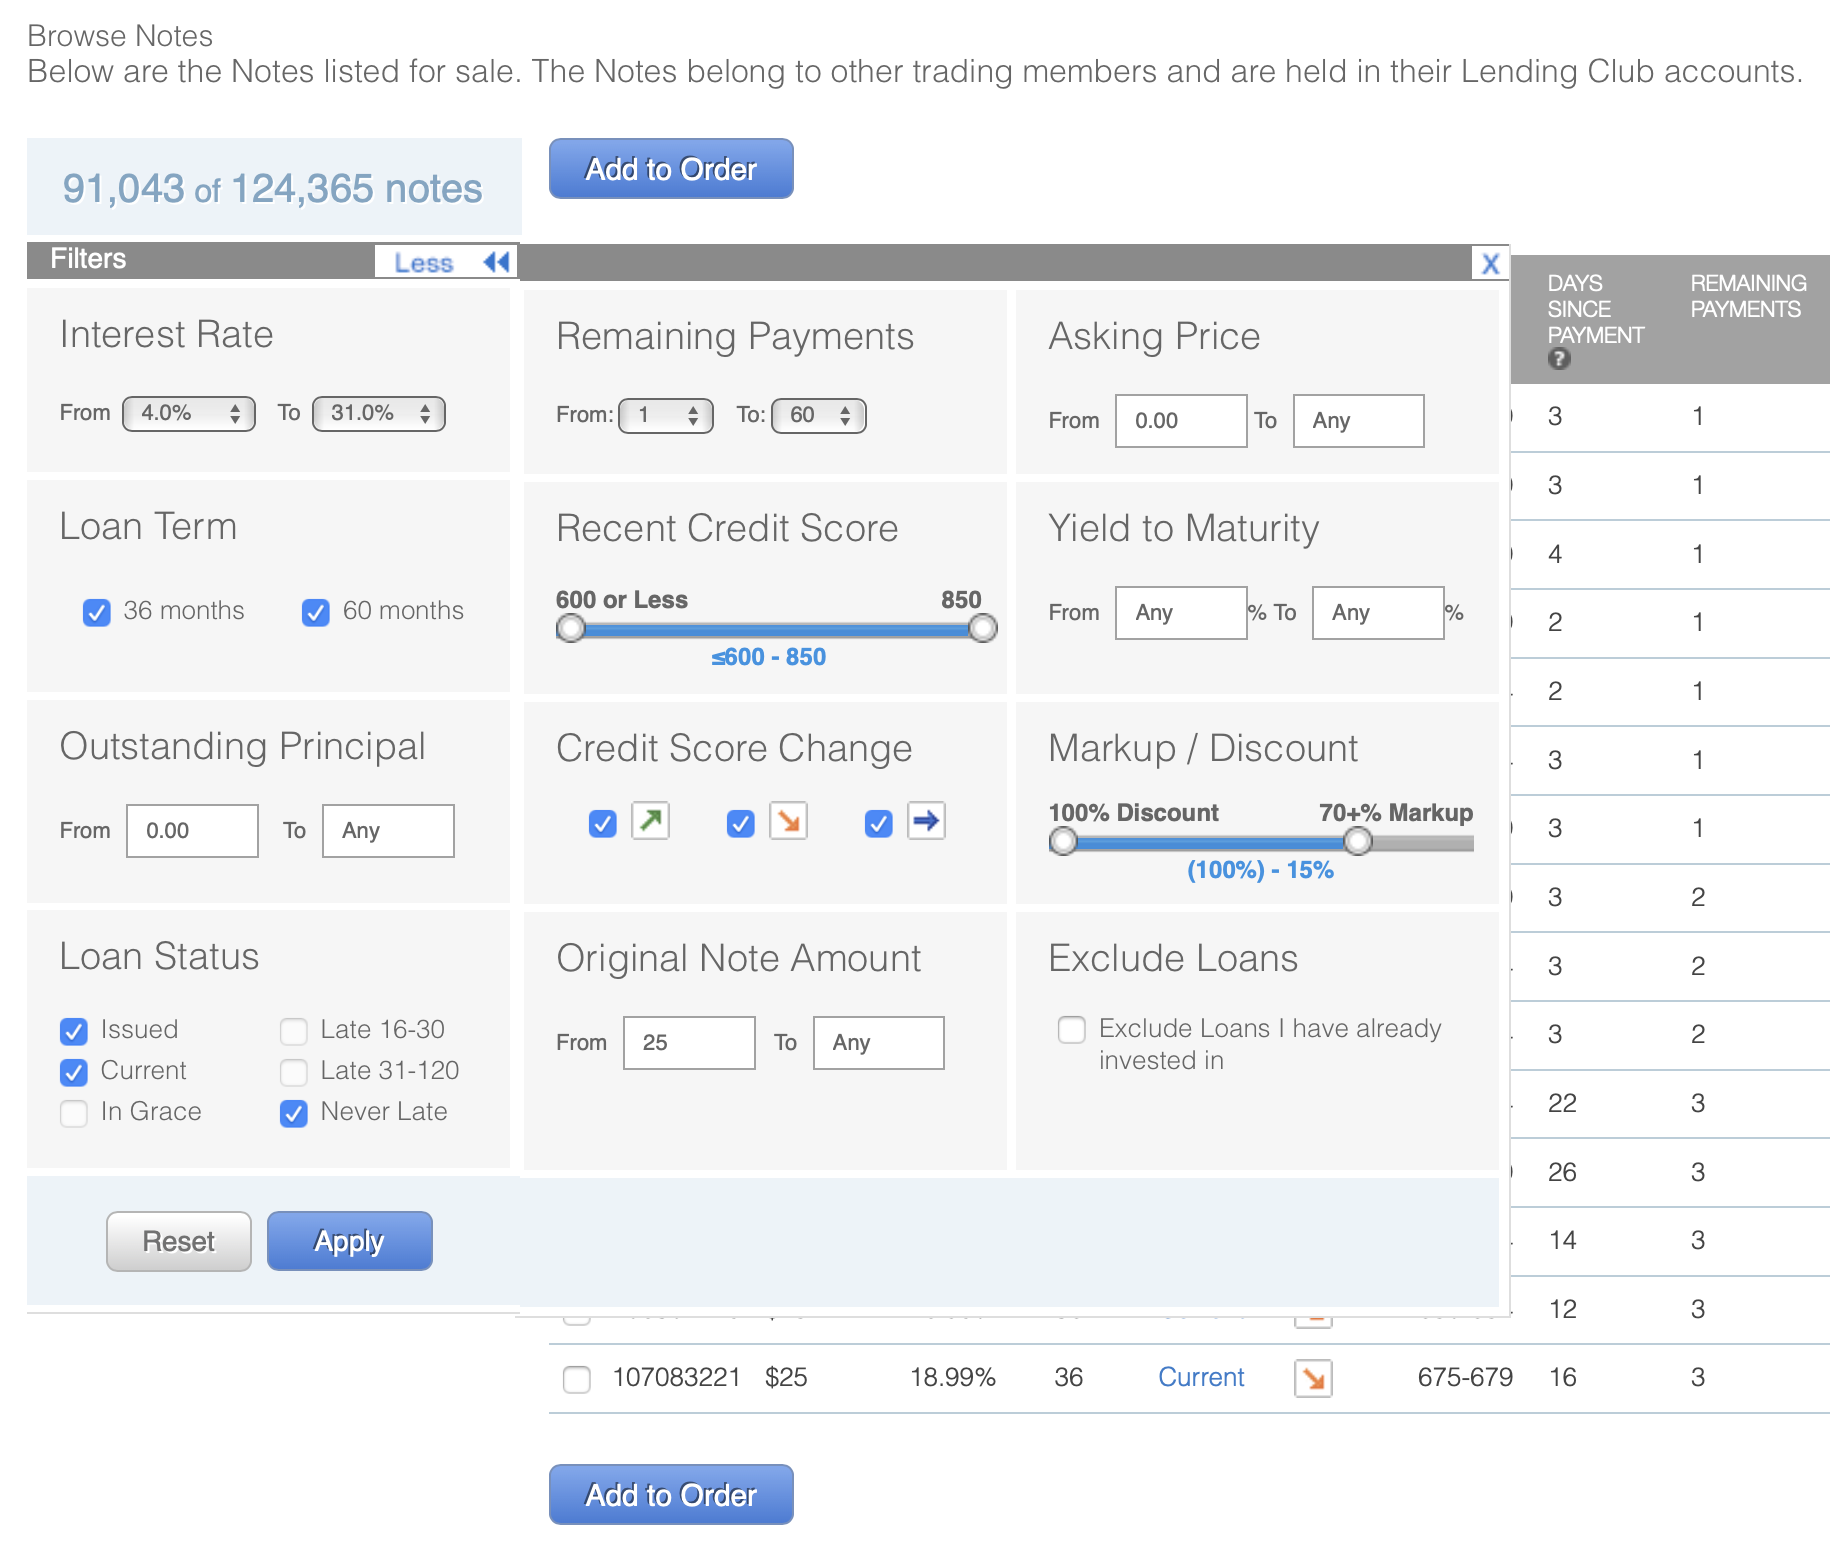 Browse Notes
Below are the Notes listed for sale. The Notes belong to other trading members and are held in their Lending Club accounts.
91,043 of 124,365 notes
Add to Order
Filters
Less
X
Interest Rate
From 4.0% To 31.0%
Remaining Payments
From: 1 To: 60
Asking Price
From 0.00 To Any
Loan Term
36 months 60 months
Recent Credit Score
600 or Less 850
≤600 - 850
Yield to Maturity
From Any % To Any %
Outstanding Principal
From 0.00 To Any
Credit Score Change
Markup / Discount
100% Discount 70+% Markup
(100%) - 15%
Loan Status
Issued Late 16-30
Current Late 31-120
In Grace Never Late
Original Note Amount
From 25 To Any
Exclude Loans
Exclude Loans I have already
invested in
Reset Apply
DAYS
SINCE
PAYMENT
?
REMAINING
PAYMENTS
3 1
3 1
4 1
2 1
2 1
3 1
3 1
3 2
3 2
3 2
22 3
26 3
14 3
12 3
107083221 $25 18.99% 36 Current 675-679 16 3
Add to Order